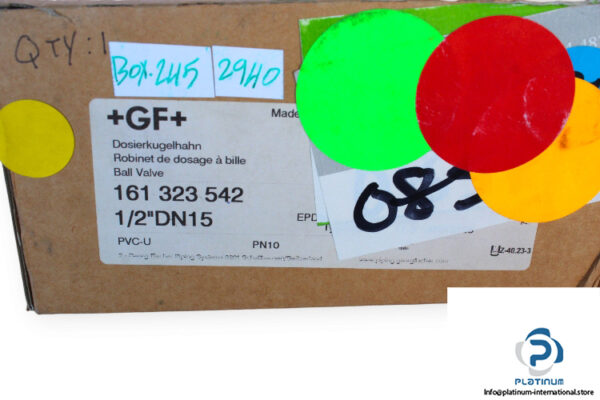 QTY:1
BOX.245 2940
+GF+
Made
Dosierkugelhahn
Robinet de dosage à bille
Ball Valve
161 323 542
1/2"DN15
EPD
PVC-U
PN10
083
PLATINUM
Info@platinum-international.store